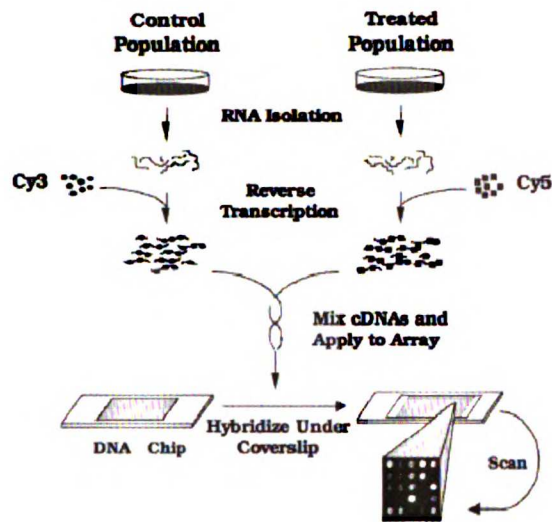 Control
Population
Treated
Population
RNA Isolation
Cy3
Cy5
Reverse
Transcription
Mix cDNAs and
Apply to Array
DNA Chip
Hybridize Under
Coverslip
Scan